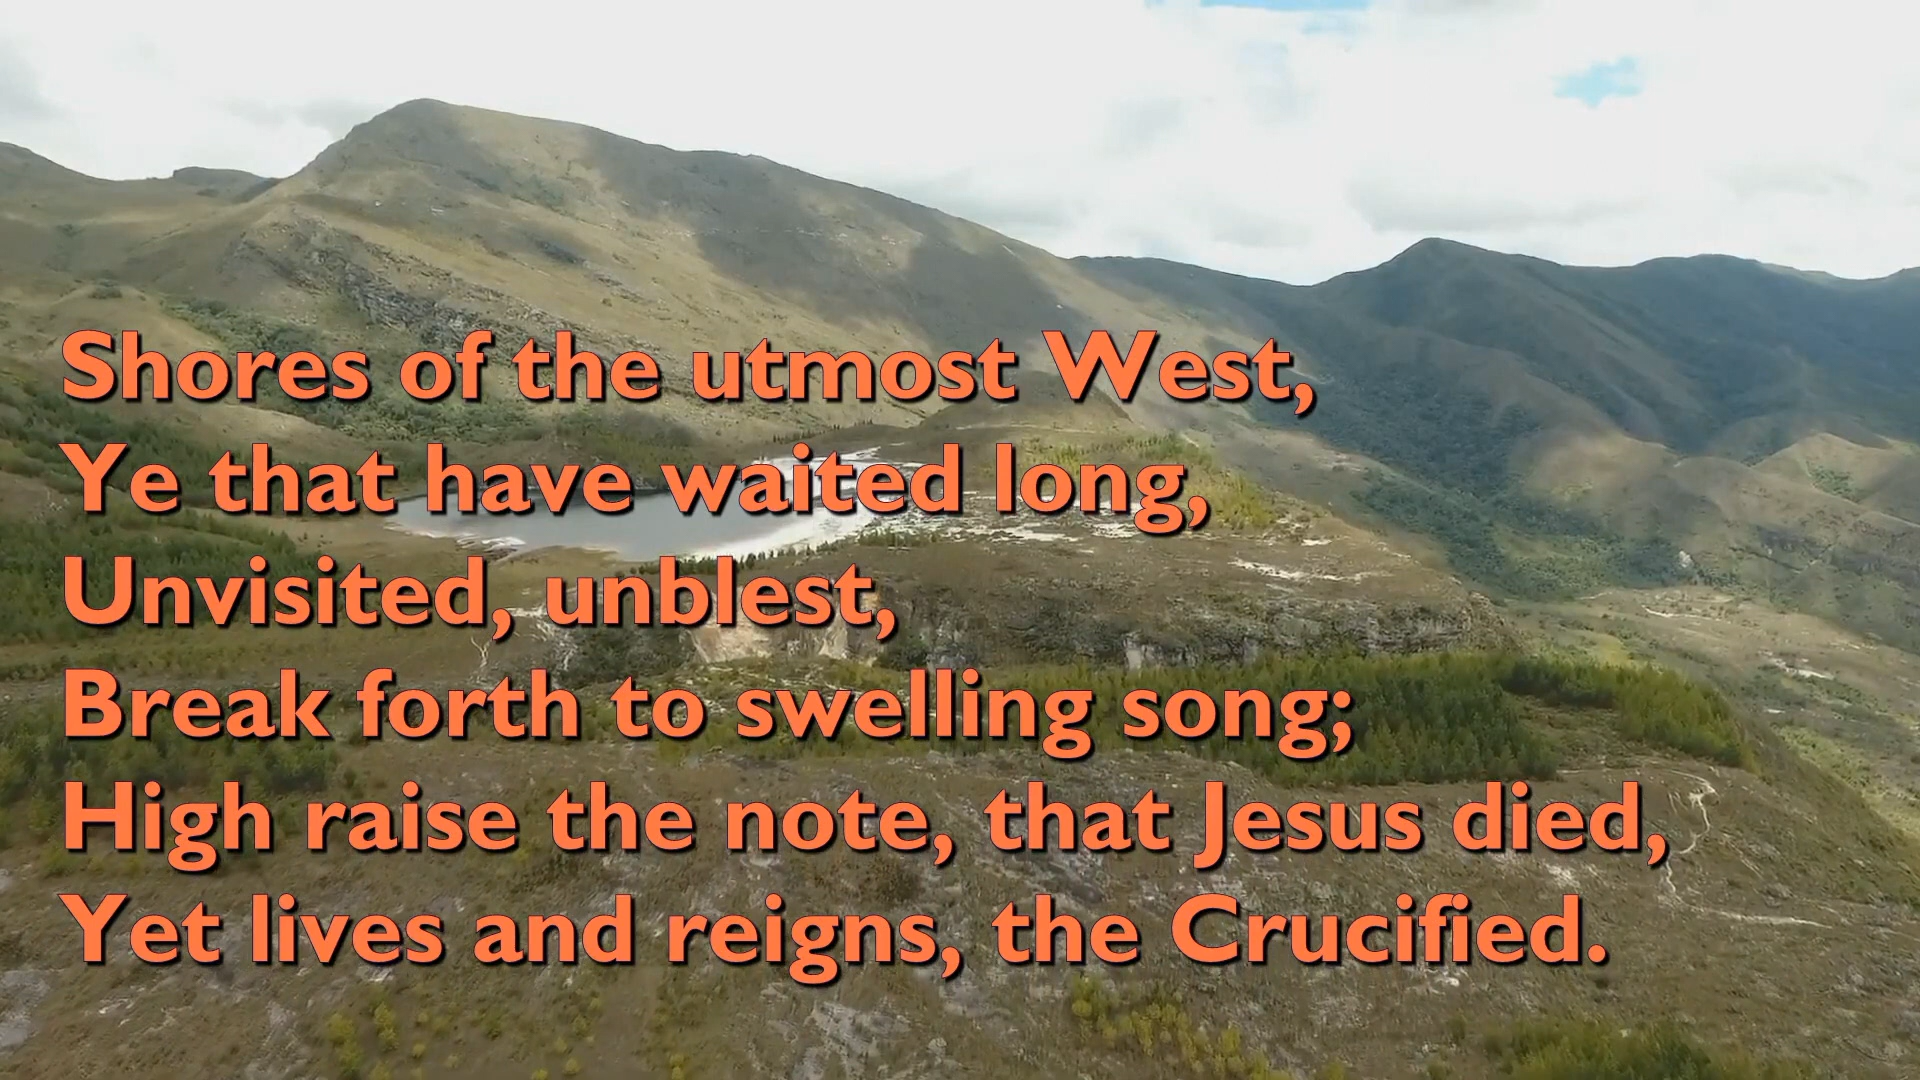 Shores of the utmost West,
Ye that have waited long,
Unvisited, unblest,
Break forth to swelling song;
High raise the note, that Jesus died,
Yet lives and reigns, the Crucified.